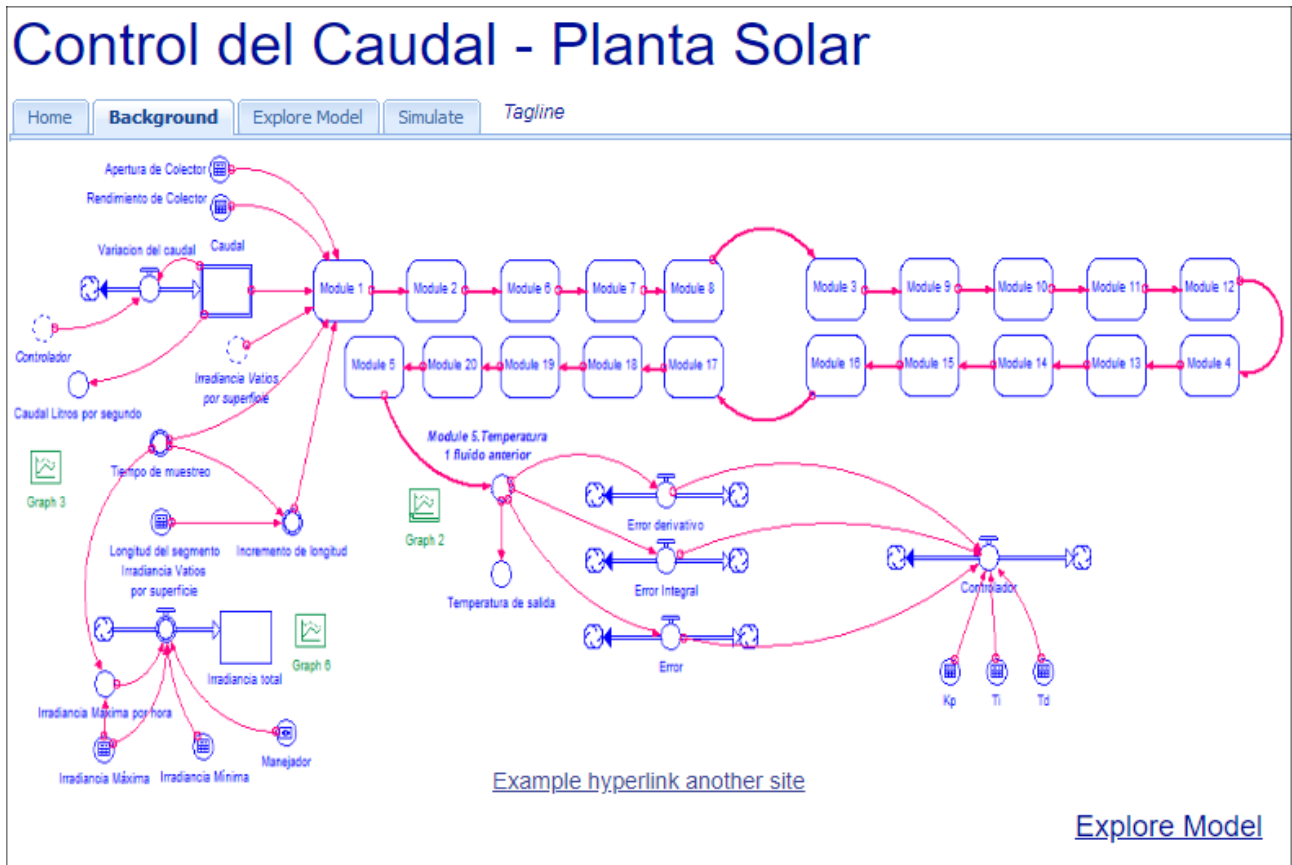 Control del Caudal - Planta Solar
Home
Background
Explore Model
Simulate
Tagline
Apertura de Colector
Rendimiento de Colector
Variacion del caudal
Caudal
Module 1
Module 2
Module 6
Module 7
Module 8
Module 3
Module 9
Module 10
Module 11
Module 12
Controlador
Irradiancia Vatios
por superficie
Module 5
Module 20
Module 19
Module 18
Module 17
Module 16
Module 15
Module 14
Module 13
Module 4
Caudal Litros por segundo
Tiempo de muestreo
Module 5.Temperatura
1 fluido anterior
Graph 3
Graph 2
Longitud del segmento
Incremento de longitud
Irradiancia Vatios
por superficie
Error derivativo
Error Integral
Error
Controlador
Temperatura de salida
Irradiancia total
Graph 6
Kp
Ti
Td
Irradiancia Maxima por hora
Irradiancia Máxima
Irradiancia Mínima
Manejador
Example hyperlink another site
Explore Model